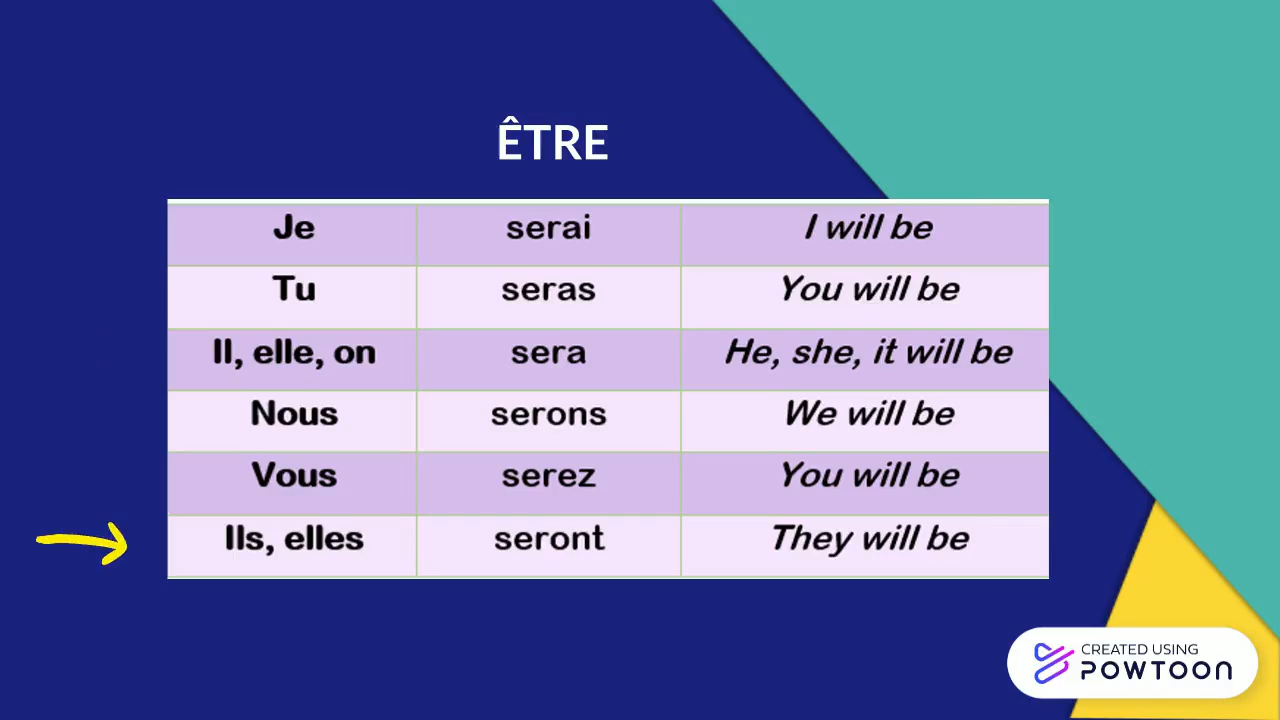 ÊTRE
Je serai I will be
Tu seras You will be
Il, elle, on sera He, she, it will be
Nous serons We will be
Vous serez You will be
Ils, elles seront They will be
CREATED USING
POWTOON